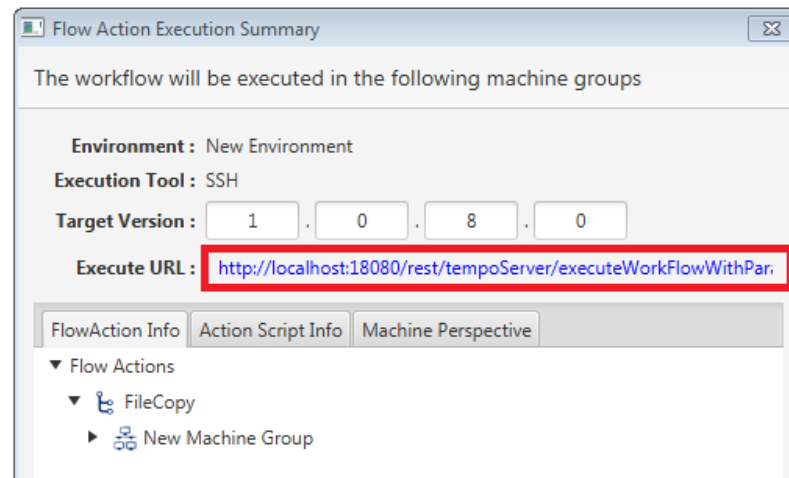 Flow Action Execution Summary
The workflow will be executed in the following machine groups
Environment : New Environment
Execution Tool : SSH
Target Version : 1 . 0 . 8 . 0
Execute URL : http://localhost:18080/rest/tempoServer/executeWorkFlowWithPara
FlowAction Info Action Script Info Machine Perspective
Flow Actions
FileCopy
New Machine Group